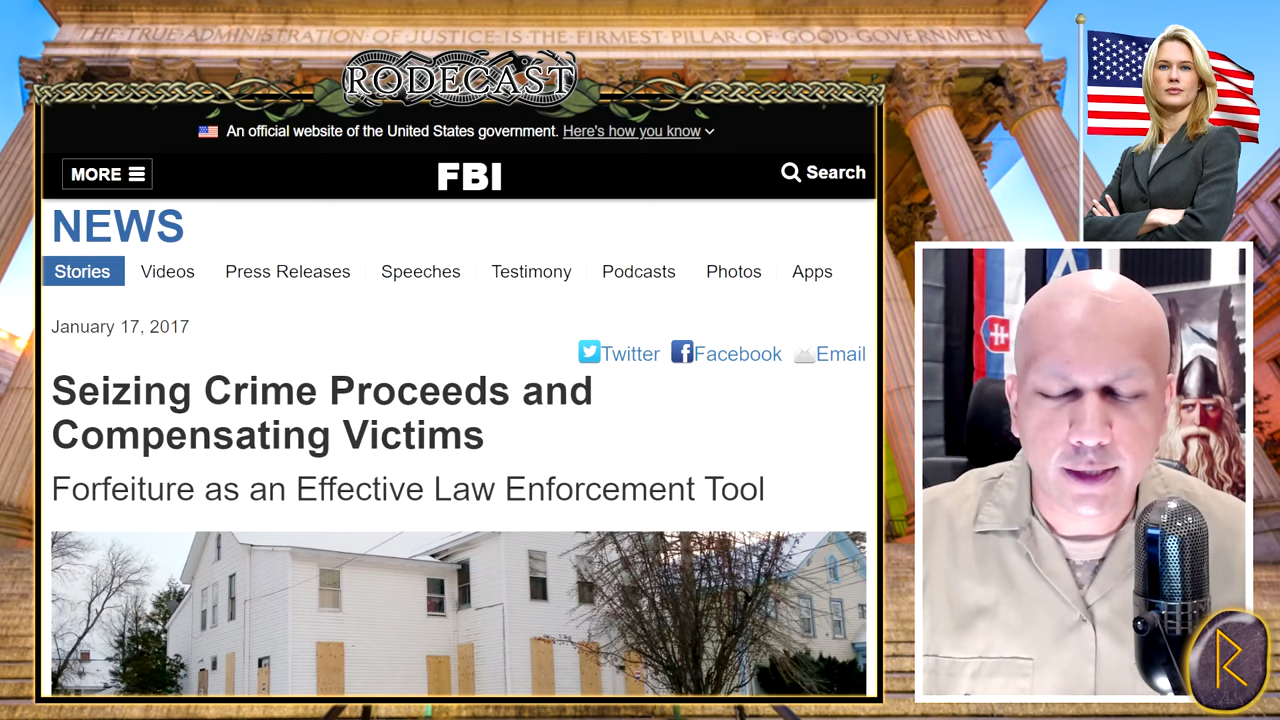 THE TRUE ADMINISTRATION OF JUSTICE IS THE FIRMEST PILLAR OF GOOD GOVERNMENT
RODECAST
An official website of the United States government. Here's how you know
MORE
FBI
Search
NEWS
Stories Videos Press Releases Speeches Testimony Podcasts Photos Apps
January 17, 2017
Twitter Facebook Email
Seizing Crime Proceeds and
Compensating Victims
Forfeiture as an Effective Law Enforcement Tool
ᚱ